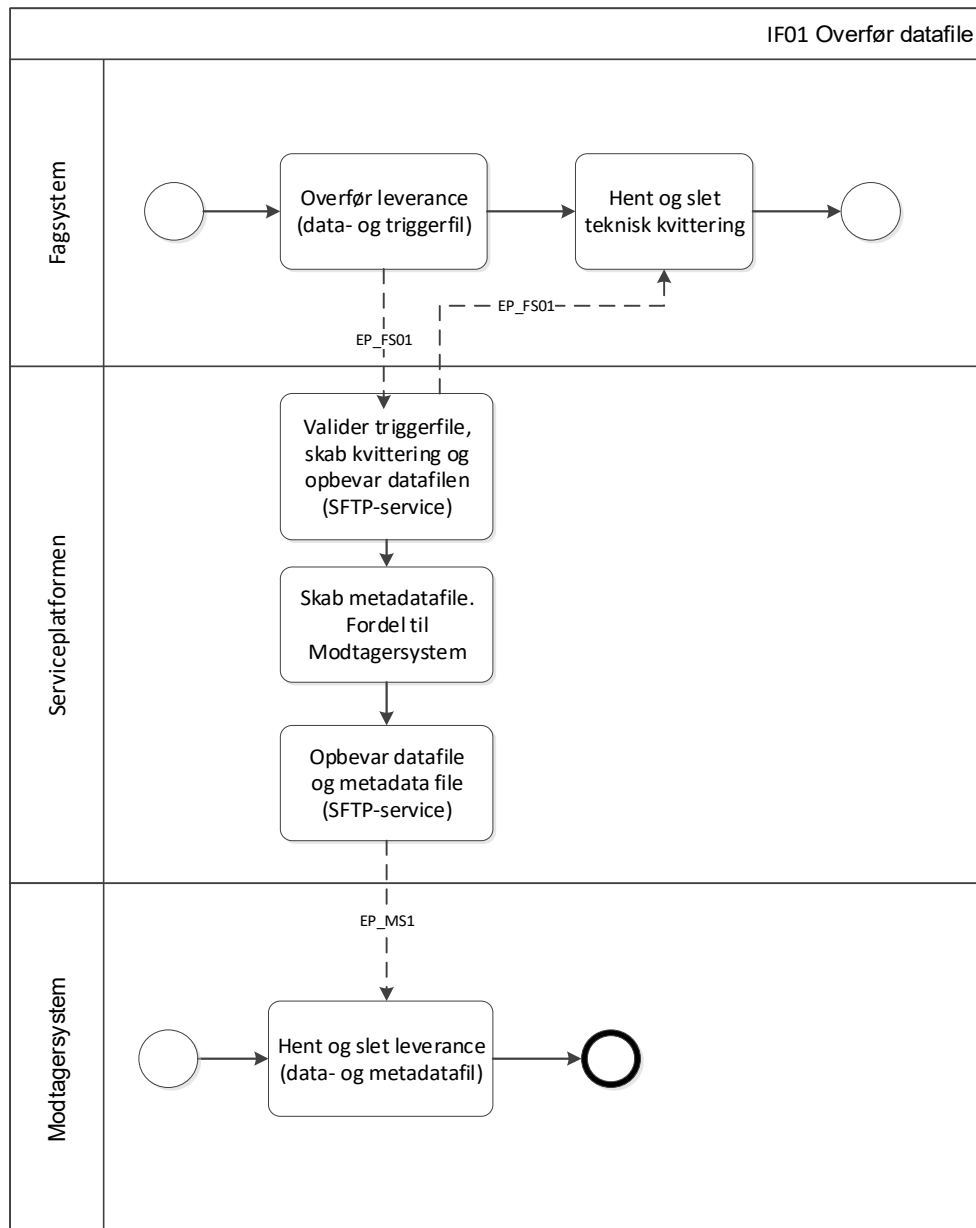 IF01 Overfør datafile
Fagsystem
Overfør leverance
(data- og triggerfil)
Hent og slet
teknisk kvittering
EP_FS01
EP_FS01
Serviceplatformen
Valider triggerfile,
skab kvittering og
opbevar datafilen
(SFTP-service)
Skab metadatafile.
Fordel til
Modtagersystem
Opbevar datafile
og metadata file
(SFTP-service)
EP_MS1
Modtagersystem
Hent og slet leverance
(data- og metadatafil)